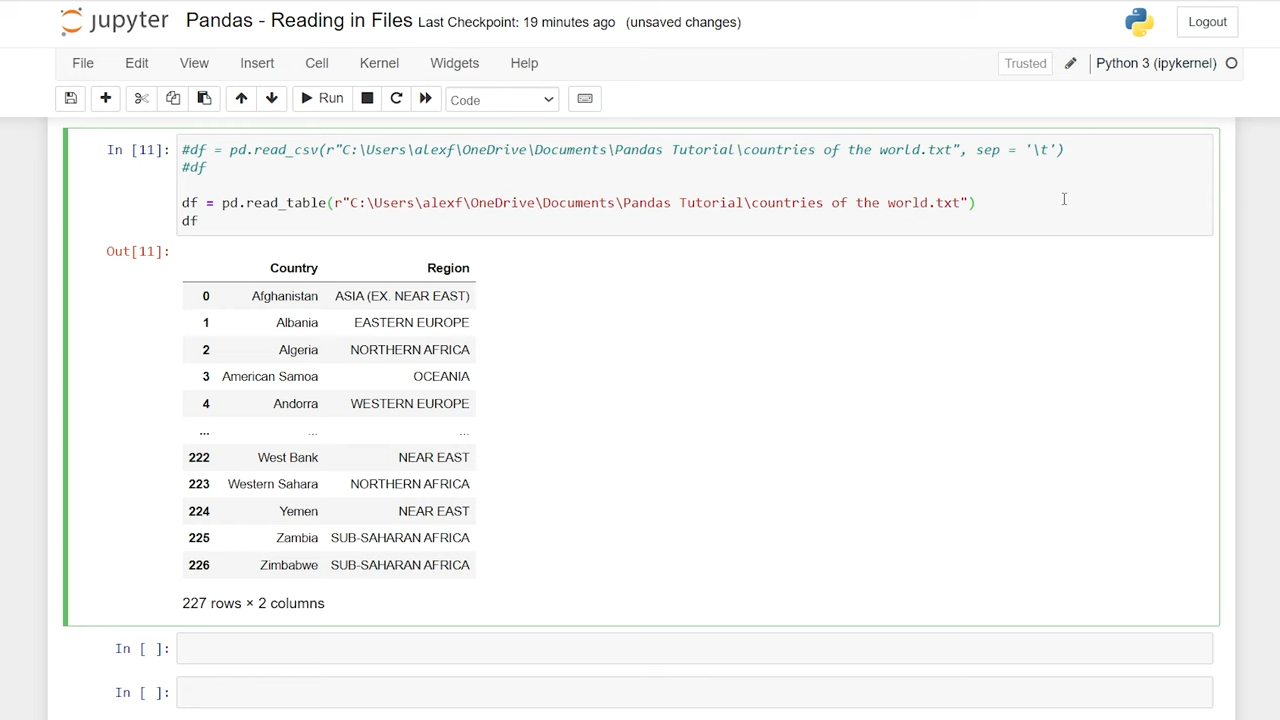 jupyter Pandas - Reading in Files Last Checkpoint: 19 minutes ago (unsaved changes) Logout
File Edit View Insert Cell Kernel Widgets Help Trusted Python 3 (ipykernel)
Run Code
In [11]: #df = pd.read_csv(r"C:\Users\alexf\OneDrive\Documents\Pandas Tutorial\countries of the world.txt", sep = '\t')
#df
df = pd.read_table(r"C:\Users\alexf\OneDrive\Documents\Pandas Tutorial\countries of the world.txt")
df
Out[11]:
Country Region
0 Afghanistan ASIA (EX. NEAR EAST)
1 Albania EASTERN EUROPE
2 Algeria NORTHERN AFRICA
3 American Samoa OCEANIA
4 Andorra WESTERN EUROPE
... ... ...
222 West Bank NEAR EAST
223 Western Sahara NORTHERN AFRICA
224 Yemen NEAR EAST
225 Zambia SUB-SAHARAN AFRICA
226 Zimbabwe SUB-SAHARAN AFRICA
227 rows × 2 columns
In [ ]:
In [ ]: